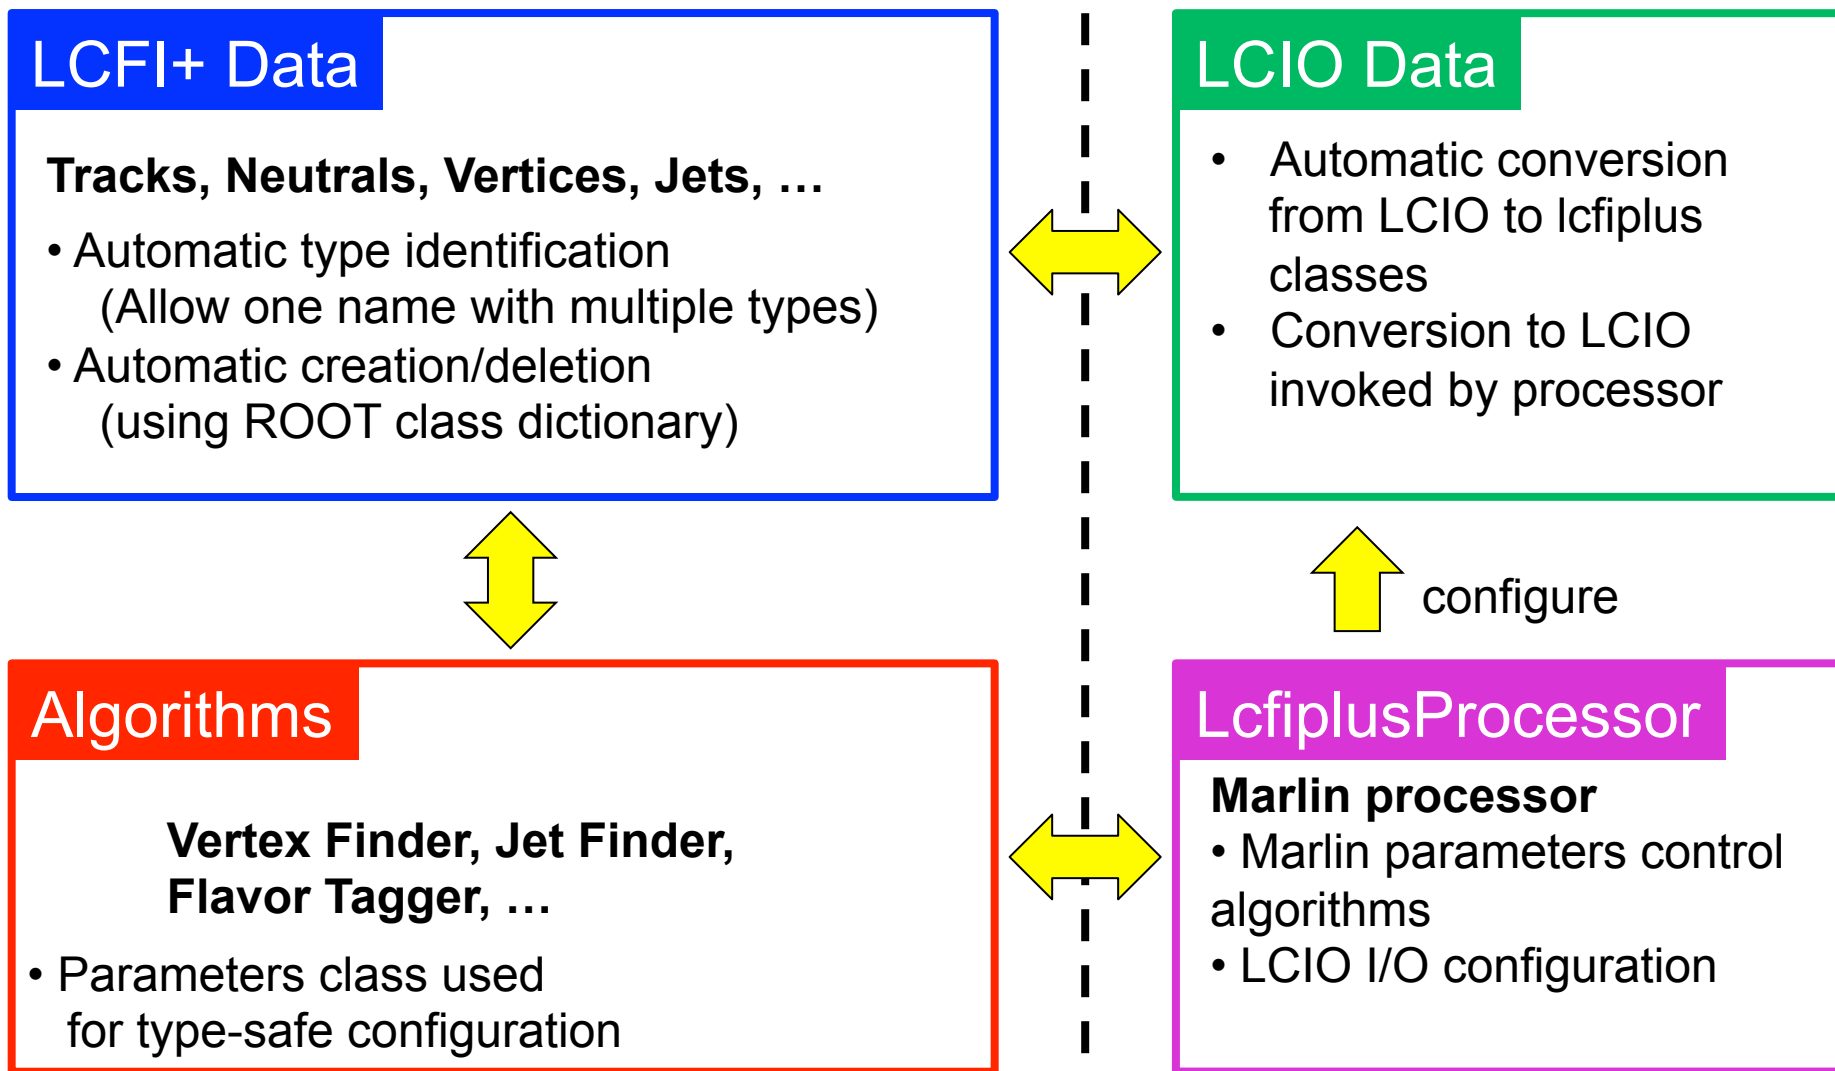 LCFI+ Data
Tracks, Neutrals, Vertices, Jets, …
• Automatic type identification
(Allow one name with multiple types)
• Automatic creation/deletion
(using ROOT class dictionary)
LCIO Data
• Automatic conversion
from LCIO to lcfiplus
classes
• Conversion to LCIO
invoked by processor
configure
Algorithms
Vertex Finder, Jet Finder,
Flavor Tagger, …
• Parameters class used
for type-safe configuration
LcfiplusProcessor
Marlin processor
• Marlin parameters control
algorithms
• LCIO I/O configuration